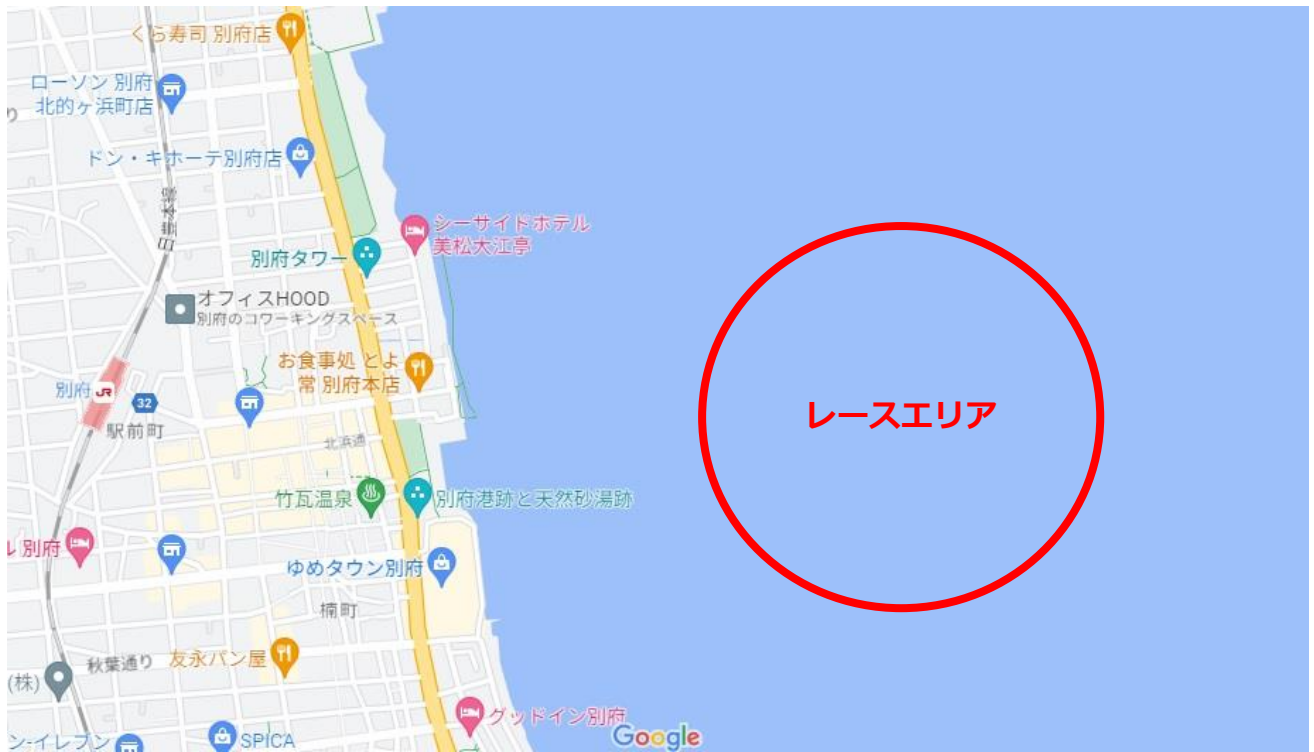 くら寿司 別府店
ローソン 別府
北的ヶ浜町店
り
ドン・キホーテ別府店
日豊本線
シーサイドホテル
美松大江亭
別府タワー
オフィスHOOD
別府のコワーキングスペース
お食事処 とよ
常 別府本店
別府
JR
32
駅前町
北浜通
レースエリア
竹瓦温泉
別府港跡と天然砂湯跡
ル 別府
ゆめタウン別府
楠町
秋葉通り
友永パン屋
(株)
グッドイン別府
Google
ン-イレブン
SPICA